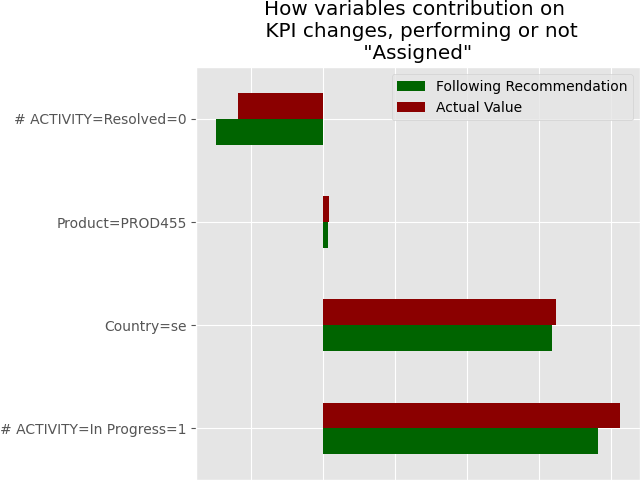 How variables contribution on
KPI changes, performing or not
"Assigned"
Following Recommendation
Actual Value
# ACTIVITY=Resolved=0
Product=PROD455
Country=se
# ACTIVITY=In Progress=1